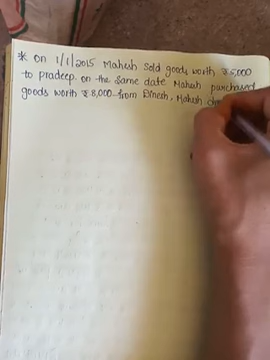 * On 1/1/2015 Mahesh Sold goods worth ₹5,000
to pradeep. on the same date Mahesh purchased
goods worth ₹8,000 from Dinesh, Mahesh